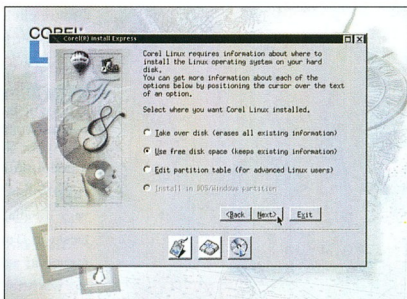 COREL®
Corel(R) Install Express
Corel Linux requires information about where to
install the Linux operating system on your hard
disk.
You can get more information about each of the
options below by positioning the cursor over the text
of an option.
Select where you want Corel Linux installed.
Take over disk (erases all existing information)
Use free disk space (keeps existing information)
Edit partition table (for advanced Linux users)
Install in DOS/Windows partition
<Back Next> Exit